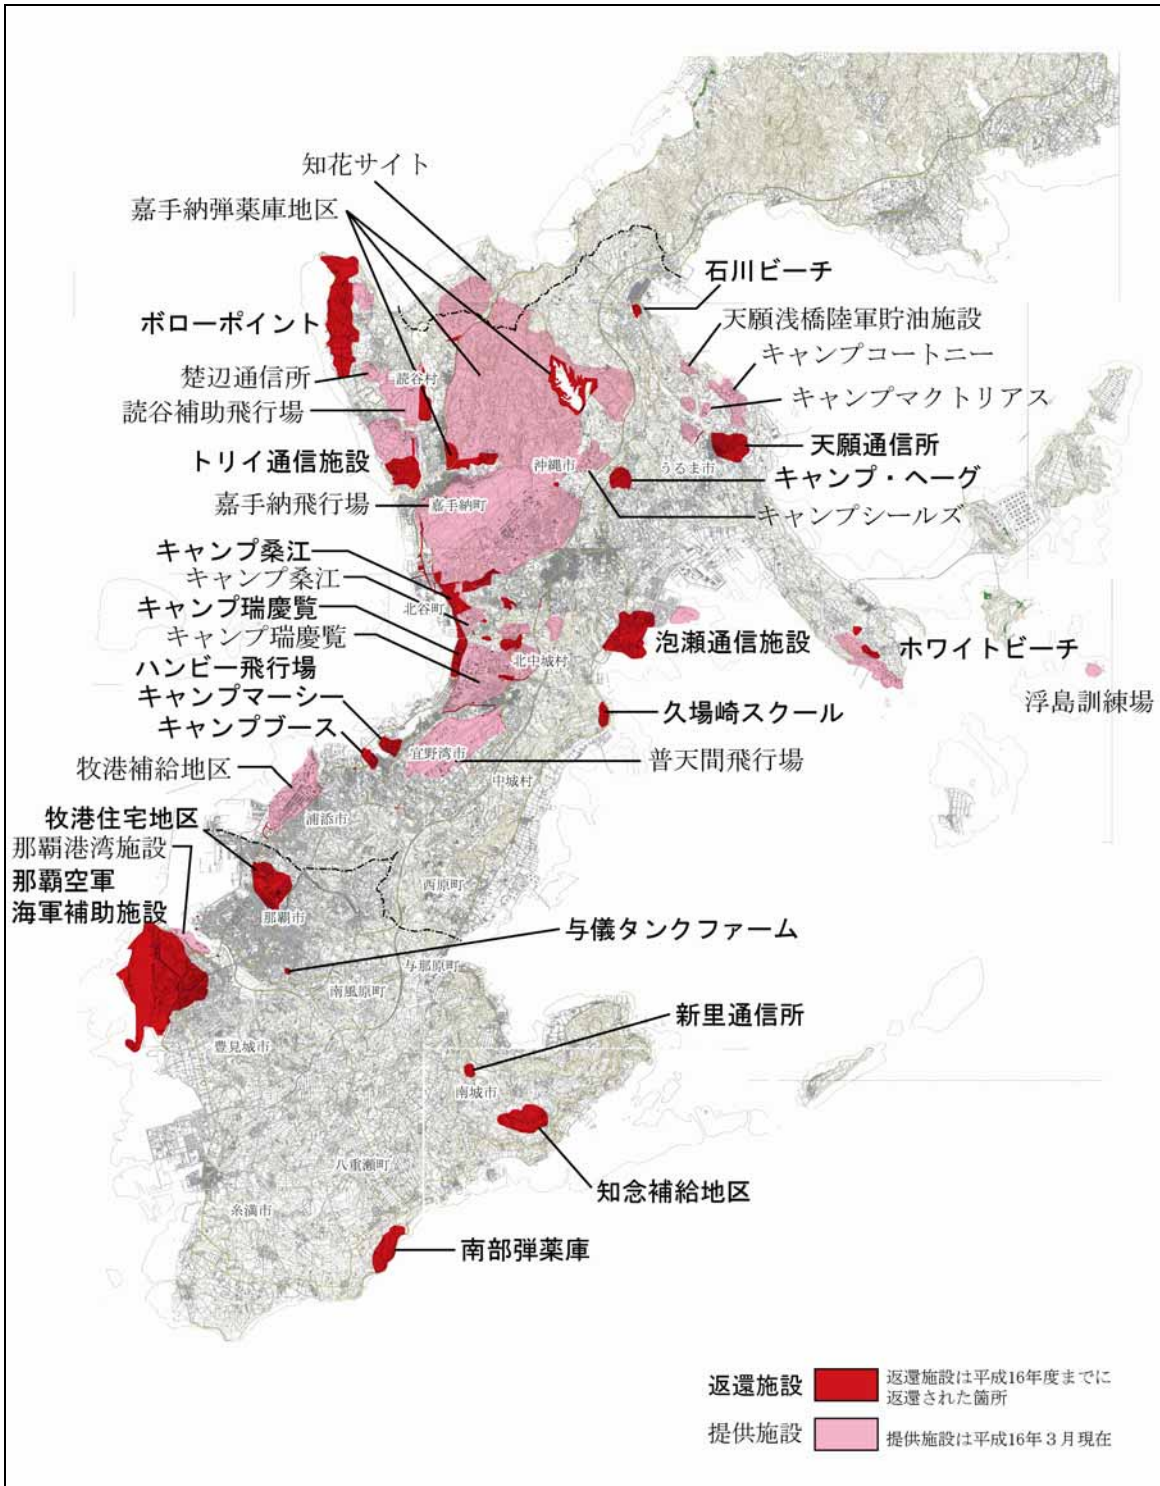 知花サイト
嘉手納弾薬庫地区
石川ビーチ
ボローポイント
天願浅橋陸軍貯油施設
キャンプコートニー
楚辺通信所
読谷村
キャンプマクトリアス
読谷補助飛行場
天願通信所
トリイ通信施設
沖縄市
うるま市
キャンプ・ヘーグ
嘉手納飛行場
嘉手納町
キャンプシールズ
キャンプ桑江
キャンプ桑江
キャンプ瑞慶覧
北谷町
キャンプ瑞慶覧
泡瀬通信施設
ホワイトビーチ
ハンビー飛行場
北中城村
キャンプマーシー
浮島訓練場
キャンプブース
久場崎スクール
宜野湾市
牧港補給地区
普天間飛行場
中城村
牧港住宅地区
浦添市
那覇港湾施設
那覇空軍
海軍補助施設
西原町
那覇市
与儀タンクファーム
与那原町
南風原町
新里通信所
豊見城市
南城市
八重瀬町
知念補給地区
糸満市
南部弾薬庫
返還施設
返還施設は平成16年度までに
返還された箇所
提供施設
提供施設は平成16年3月現在